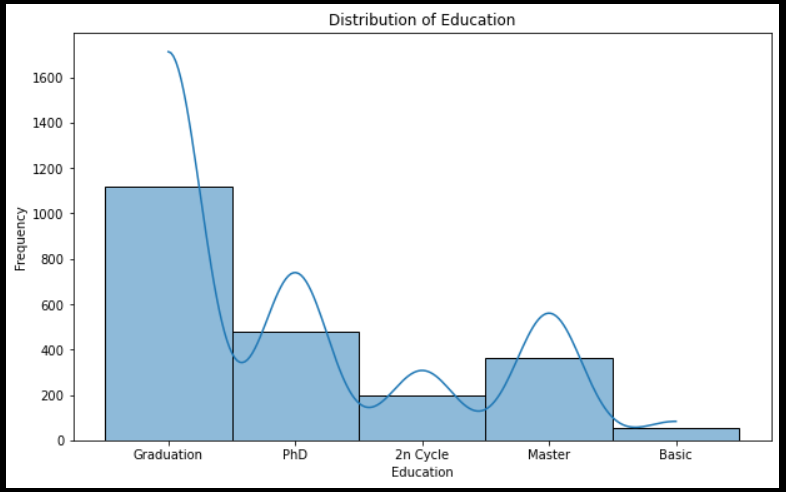 Distribution of Education
1600
1400
1200
1000
800
600
400
200
0
Frequency
Graduation PhD 2n Cycle Master Basic
Education